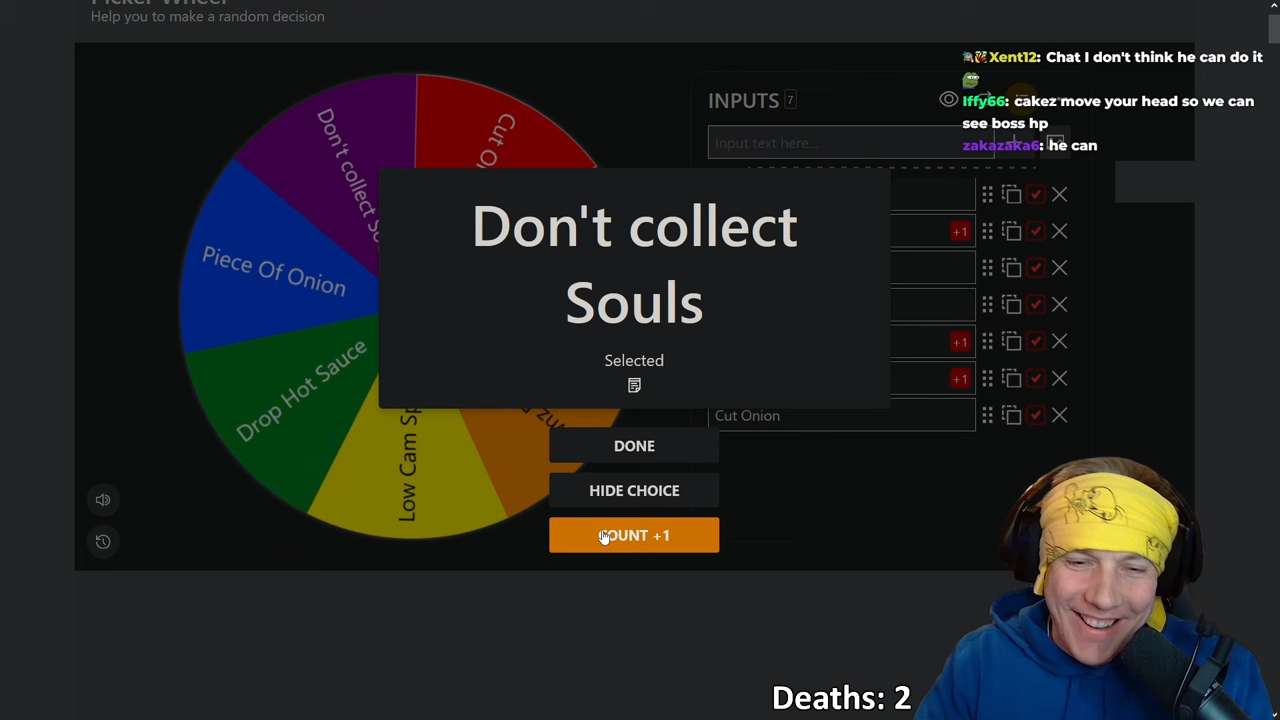 Picker Wheel
Help you to make a random decision
INPUTS 7
Input text here...
Xent12: Chat I don't think he can do it
Iffy66: cakez move your head so we can
see boss hp
zakazaka6: he can
Don't collect
Cut
Piece Of Onion
Drop Hot Sauce
Low Cam
Don't collect
Souls
Selected
+1
+1
+1
Cut Onion
DONE
HIDE CHOICE
COUNT +1
Deaths: 2